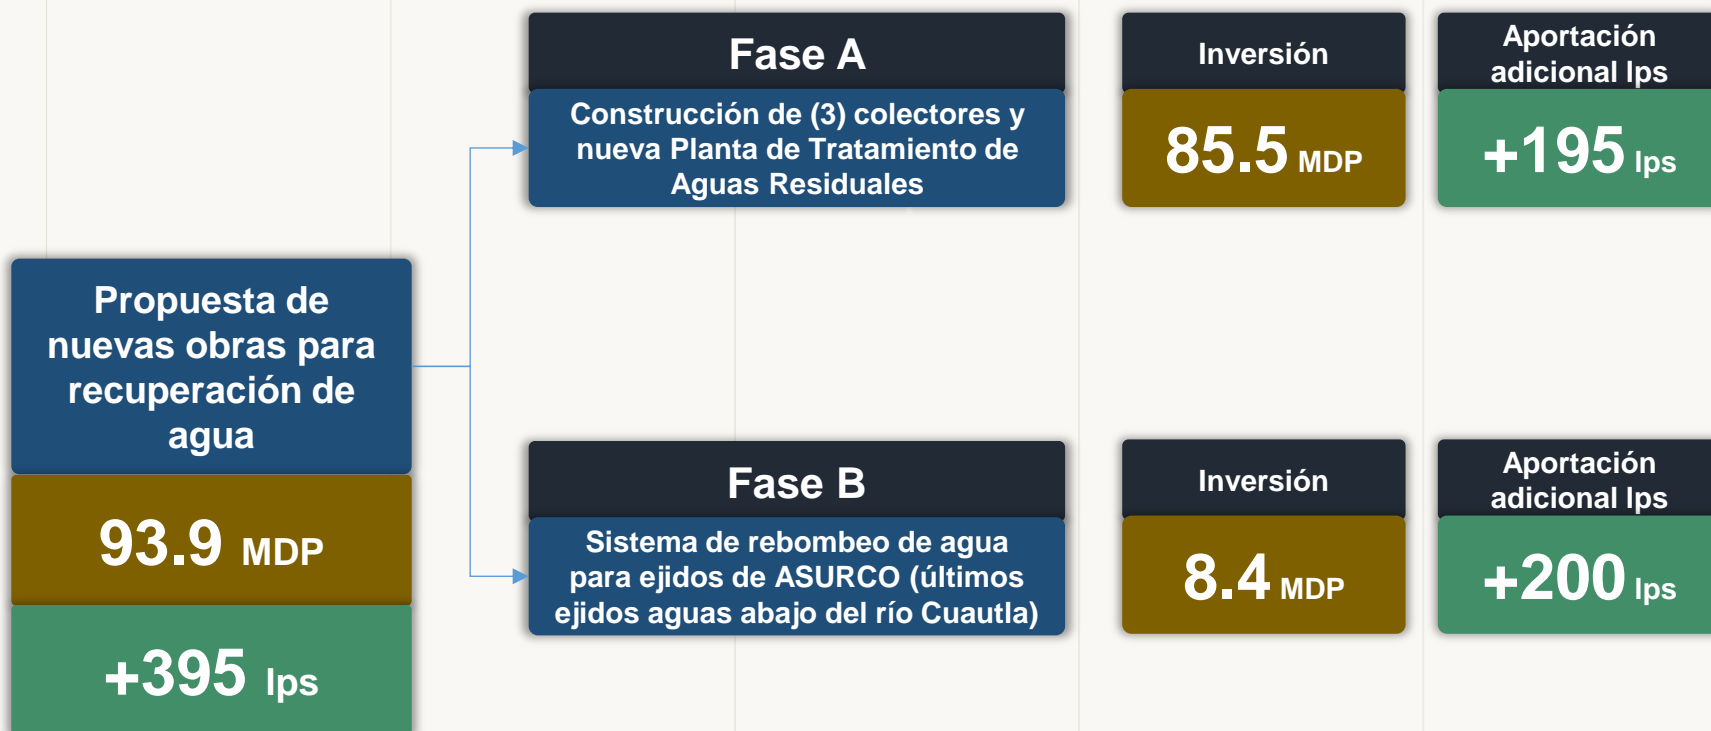 Propuesta de
nuevas obras para
recuperación de
agua
93.9 MDP
+395 lps
Fase A
Construcción de (3) colectores y
nueva Planta de Tratamiento de
Aguas Residuales
Inversión
85.5 MDP
Aportación
adicional lps
+195 lps
Fase B
Sistema de rebombeo de agua
para ejidos de ASURCO (últimos
ejidos aguas abajo del río Cuautla)
Inversión
8.4 MDP
Aportación
adicional lps
+200 lps